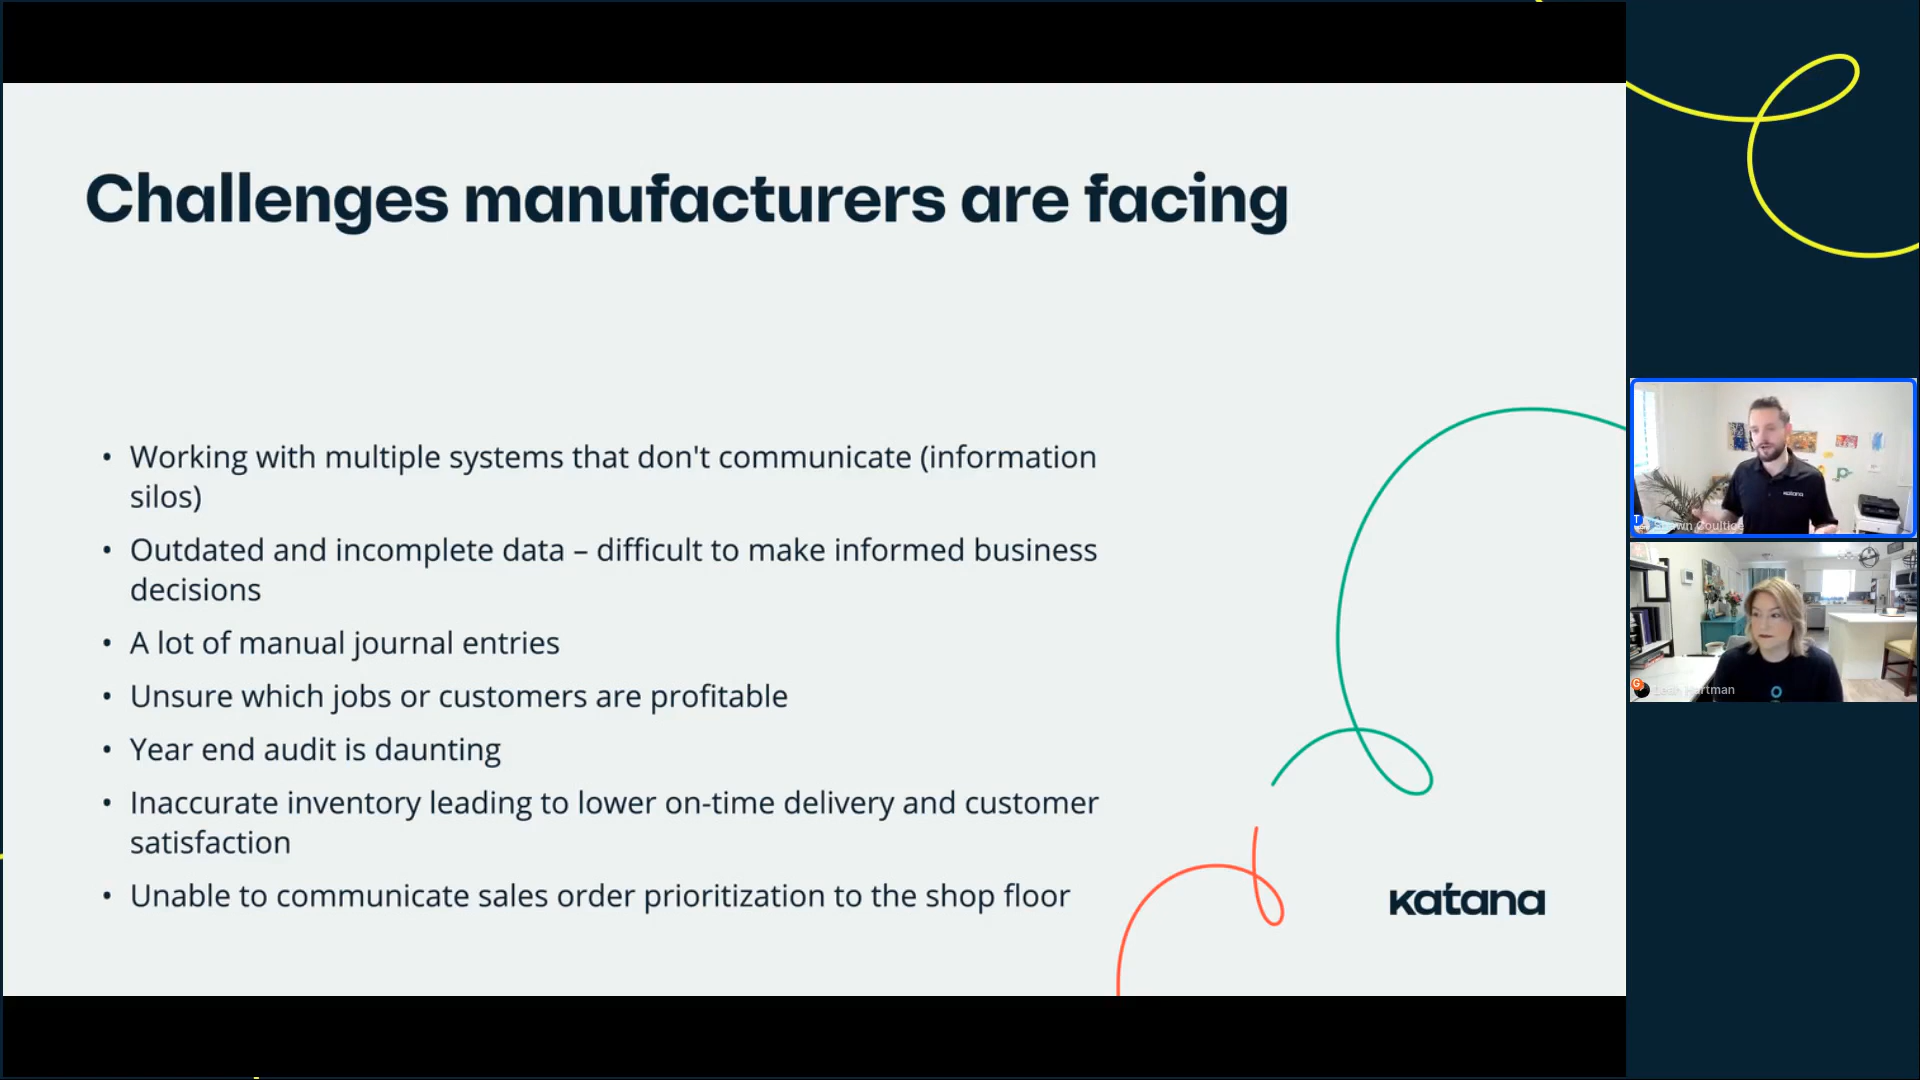 Challenges manufacturers are facing
• Working with multiple systems that don't communicate (information
silos)
• Outdated and incomplete data – difficult to make informed business
decisions
• A lot of manual journal entries
• Unsure which jobs or customers are profitable
• Year end audit is daunting
• Inaccurate inventory leading to lower on-time delivery and customer
satisfaction
• Unable to communicate sales order prioritization to the shop floor
katana
katana
Coultice
Hartman